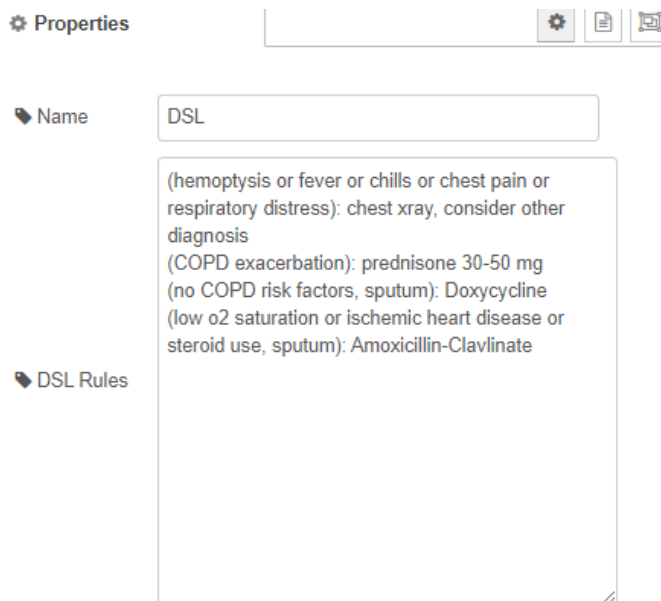 Properties
Name
DSL
(hemoptysis or fever or chills or chest pain or
respiratory distress): chest xray, consider other
diagnosis
(COPD exacerbation): prednisone 30-50 mg
(no COPD risk factors, sputum): Doxycycline
(low o2 saturation or ischemic heart disease or
steroid use, sputum): Amoxicillin-Clavlinate
DSL Rules